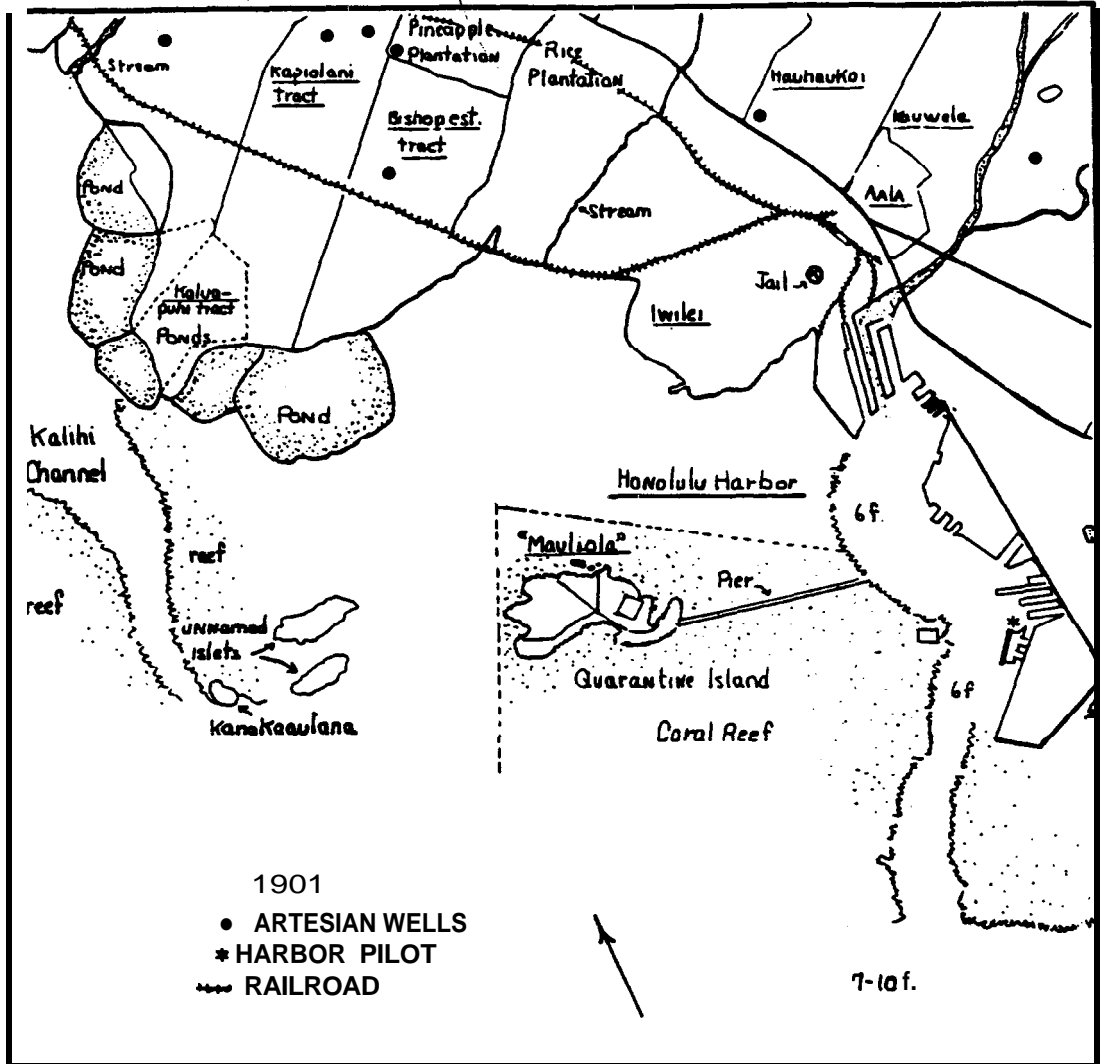 Stream
Kapiolani
tract
Pineapple
Plantation
Rice
Plantation
Bishop est.
tract
HauhauKoi
Kauwela
AALA
Stream
Jail
Iwilei
Pond
Pond
Kaliva-
puhi tract
Ponds
Pond
Kalihi
Channel
reef
reef
unnamed
islets
Kanakaaulana
Honolulu Harbor
6f.
"Mauliola"
Pier
Quarantine Island
Coral Reef
*
6f
1901
● ARTESIAN WELLS
* HARBOR PILOT
RAILROAD
7-10f.